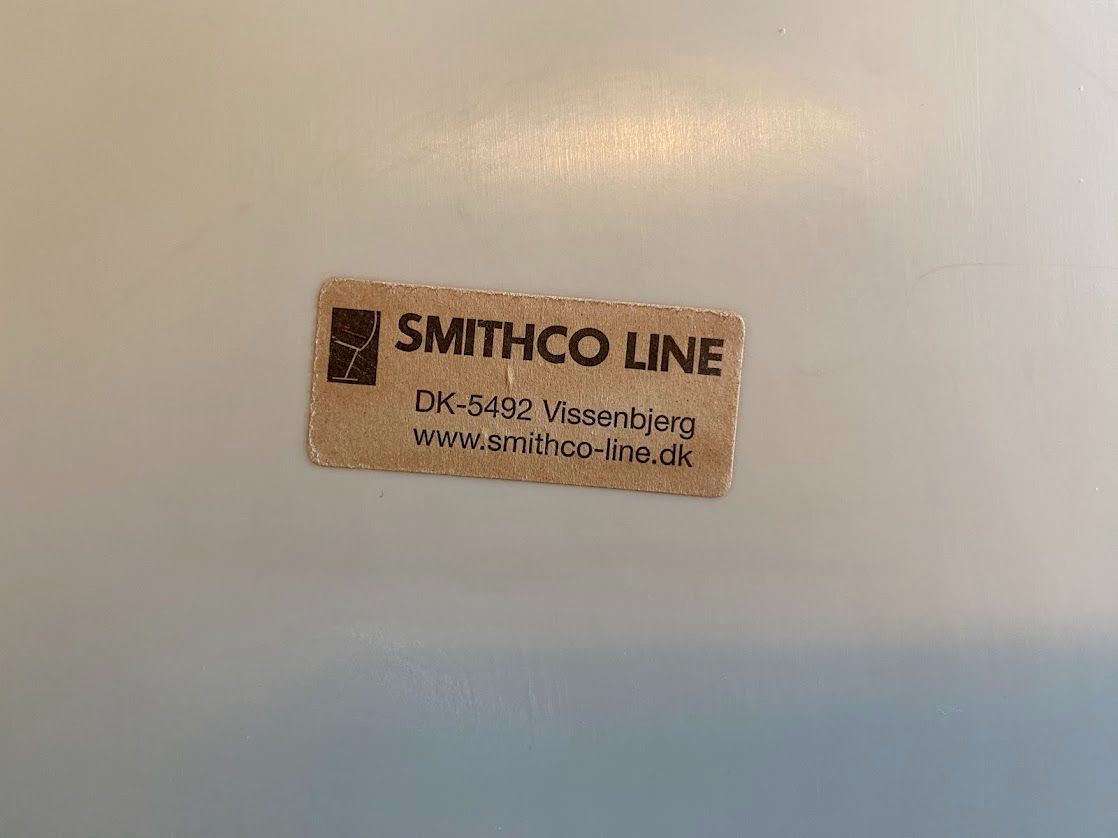 SMITHCO LINE
DK-5492 Vissenbjerg
www.smithco-line.dk